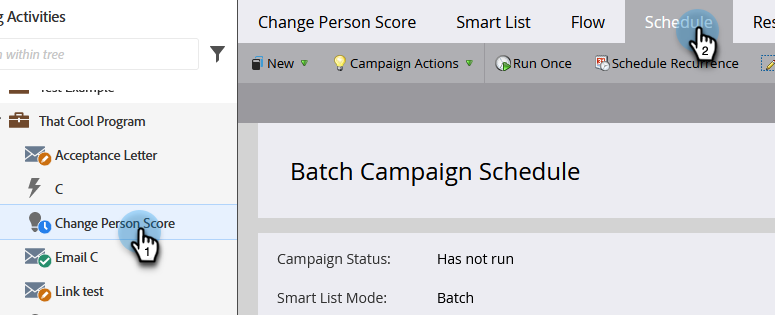 Activities
within tree
Test Example
That Cool Program
Acceptance Letter
C
Change Person Score
1
Email C
Link test
Change Person Score Smart List Flow Schedule
2
New Campaign Actions Run Once Schedule Recurrence
Batch Campaign Schedule
Campaign Status: Has not run
Smart List Mode: Batch